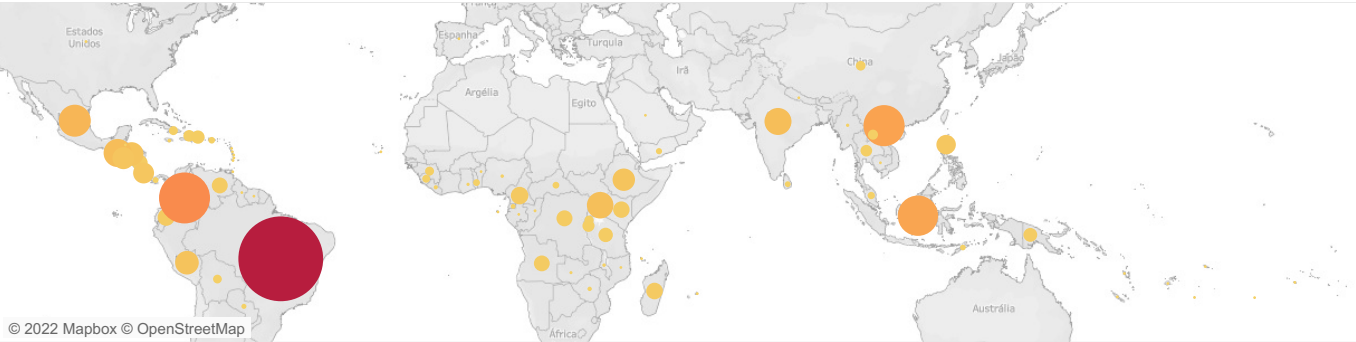 França
Estados
Unidos
Espanha
Turquia
Japão
China
Irã
Argélia
Egito
Austrália
África
© 2022 Mapbox © OpenStreetMap